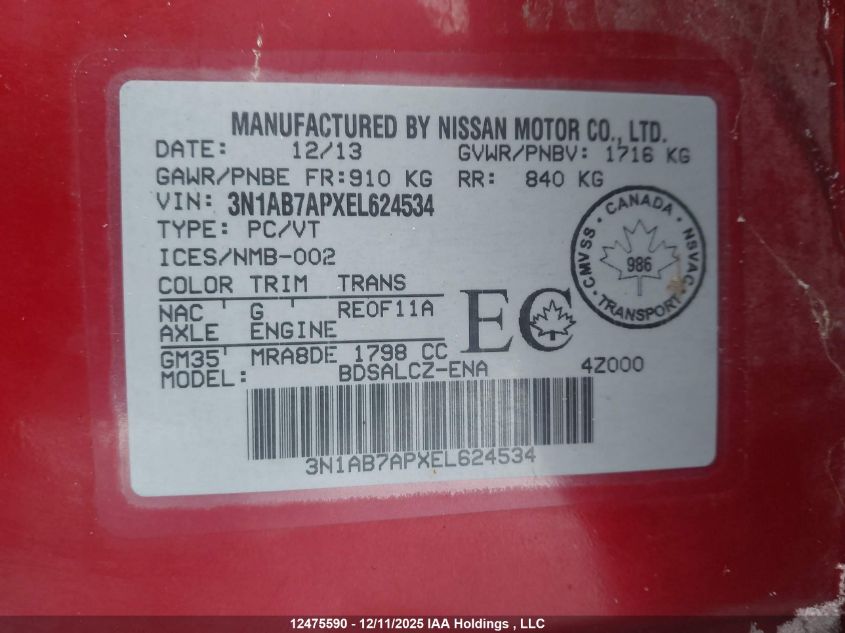 MANUFACTURED BY NISSAN MOTOR CO., LTD.
DATE: 12/13 GVWR/PNBV: 1716 KG
GAWR/PNBE FR:910 KG RR: 840 KG
VIN: 3N1AB7APXEL624534
TYPE: PC/VT
ICES/NMB-002
CANADA · NSVAC · TRANSPORT · CMVSS ·
986
COLOR TRIM TRANS
NAC ' G ' RE0F11A
AXLE ENGINE
GM35' MRA8DE 1798 CC
EC
MODEL: BDSALCZ-ENA 4Z000
3N1AB7APXEL624534
12475590 - 12/11/2025 IAA Holdings , LLC